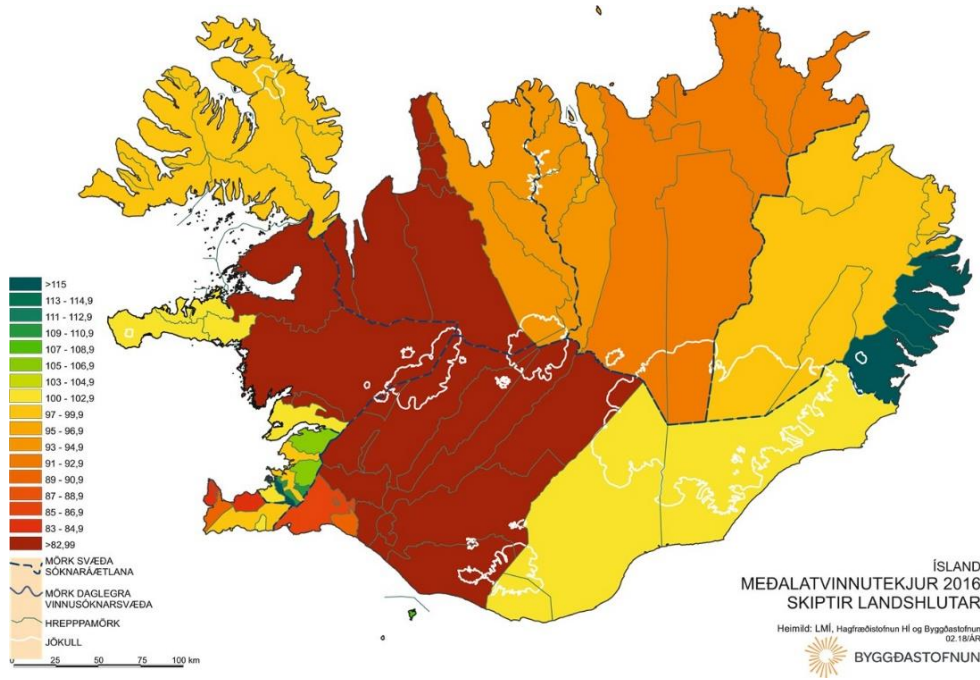 >115
113 - 114,9
111 - 112,9
109 - 110,9
107 - 108,9
105 - 106,9
103 - 104,9
100 - 102,9
97 - 99,9
95 - 96,9
93 - 94,9
91 - 92,9
89 - 90,9
87 - 88,9
85 - 86,9
83 - 84,9
>82,99
MÖRK SVÆÐA
SÓKNARÁÆTLANA
MÖRK DAGLEGRA
VINNUSÓKNARSVÆÐA
HREPPPAMÖRK
JÖKULL
0 25 50 75 100 km
ÍSLAND
MEÐALATVINNUTEKJUR 2016
SKIPTIR LANDSHLUTAR
Heimild: LMÍ, Hagfræðistofnun HÍ og Byggðastofnun
02.18/ÁR
BYGGÐASTOFNUN